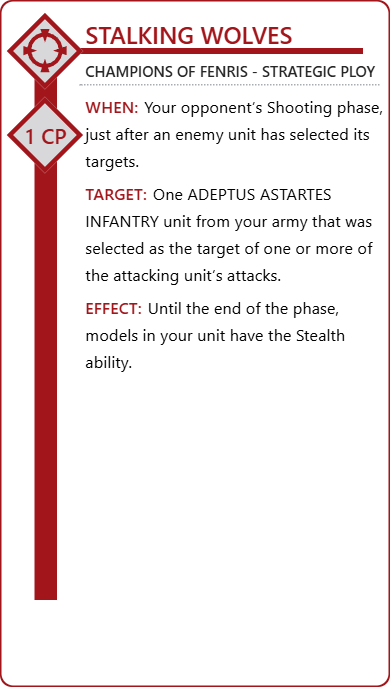 STALKING WOLVES
CHAMPIONS OF FENRIS - STRATEGIC PLOY
1 CP
WHEN: Your opponent's Shooting phase,
just after an enemy unit has selected its
targets.
TARGET: One ADEPTUS ASTARTES
INFANTRY unit from your army that was
selected as the target of one or more of
the attacking unit's attacks.
EFFECT: Until the end of the phase,
models in your unit have the Stealth
ability.